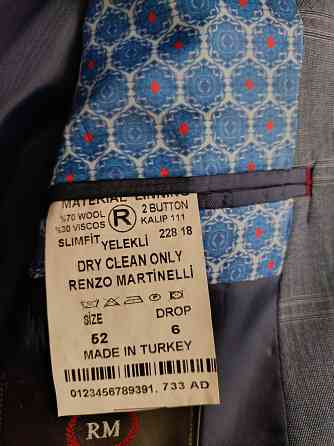 MATERIAL LINNING
%70 WOOL R 2 BUTTON
%30 VISCOS KALIP 111
SLIMFIT YELEKLI 228 18
DRY CLEAN ONLY
RENZO MARTINELLI
SIZE DROP
52 6
MADE IN TURKEY
0123456789391. 733 AD
RM